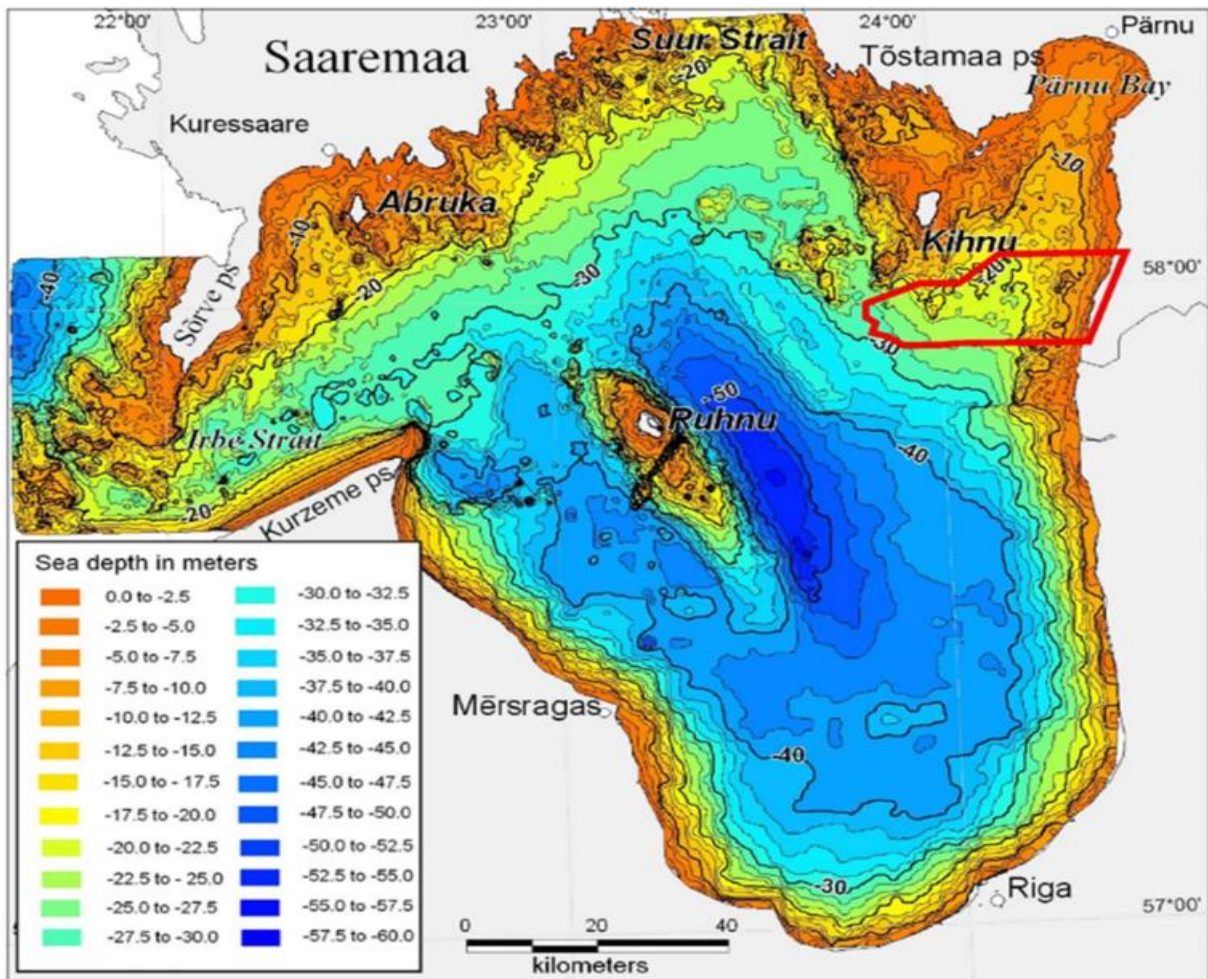 22°00'
23°00'
24°00'
Pärnu
Suur Strait
Saaremaa
Tõstamaa ps
-20
Pärnu Bay
Kuressaare
-10
Abruka
-10
Kihnu
-20
58°00'
-40
-20
-30
Sõrve ps
-30
-50
Ruhnu
Irbe Strait
-40
Kurzeme ps
-20
Sea depth in meters
0.0 to -2.5
-2.5 to -5.0
-5.0 to -7.5
-7.5 to -10.0
-10.0 to -12.5
-12.5 to -15.0
-15.0 to - 17.5
-17.5 to -20.0
-20.0 to -22.5
-22.5 to - 25.0
-25.0 to -27.5
-27.5 to -30.0
-30.0 to -32.5
-32.5 to -35.0
-35.0 to -37.5
-37.5 to -40.0
-40.0 to -42.5
-42.5 to -45.0
-45.0 to -47.5
-47.5 to -50.0
-50.0 to -52.5
-52.5 to -55.0
-55.0 to -57.5
-57.5 to -60.0
Mērsragas
-40
-30
Riga
57°00'
0 20 40
kilometers